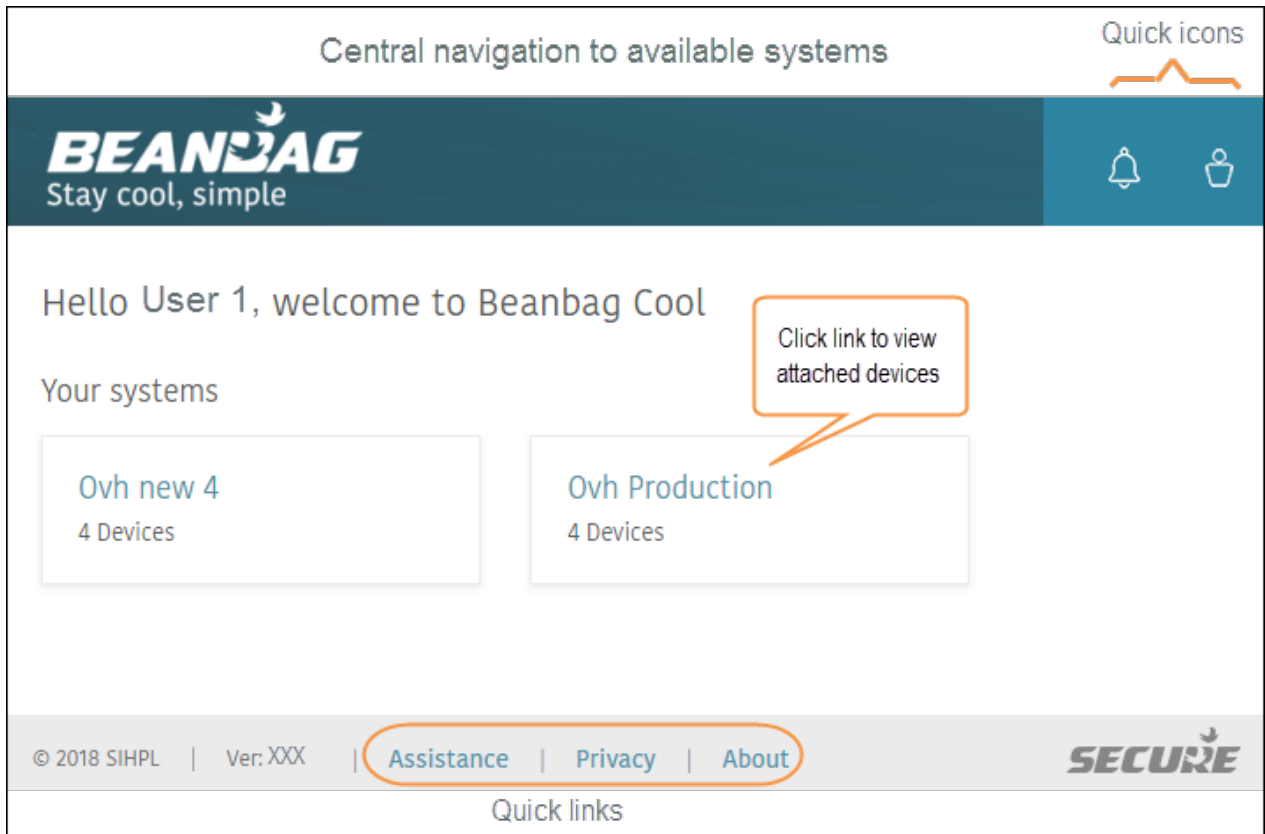 Central navigation to available systems
Quick icons
BEANBAG
Stay cool, simple
Hello User 1, welcome to Beanbag Cool
Click link to view
attached devices
Your systems
Ovh new 4
4 Devices
Ovh Production
4 Devices
© 2018 SIHPL | Ver: XXX | Assistance | Privacy | About
SECURE
Quick links